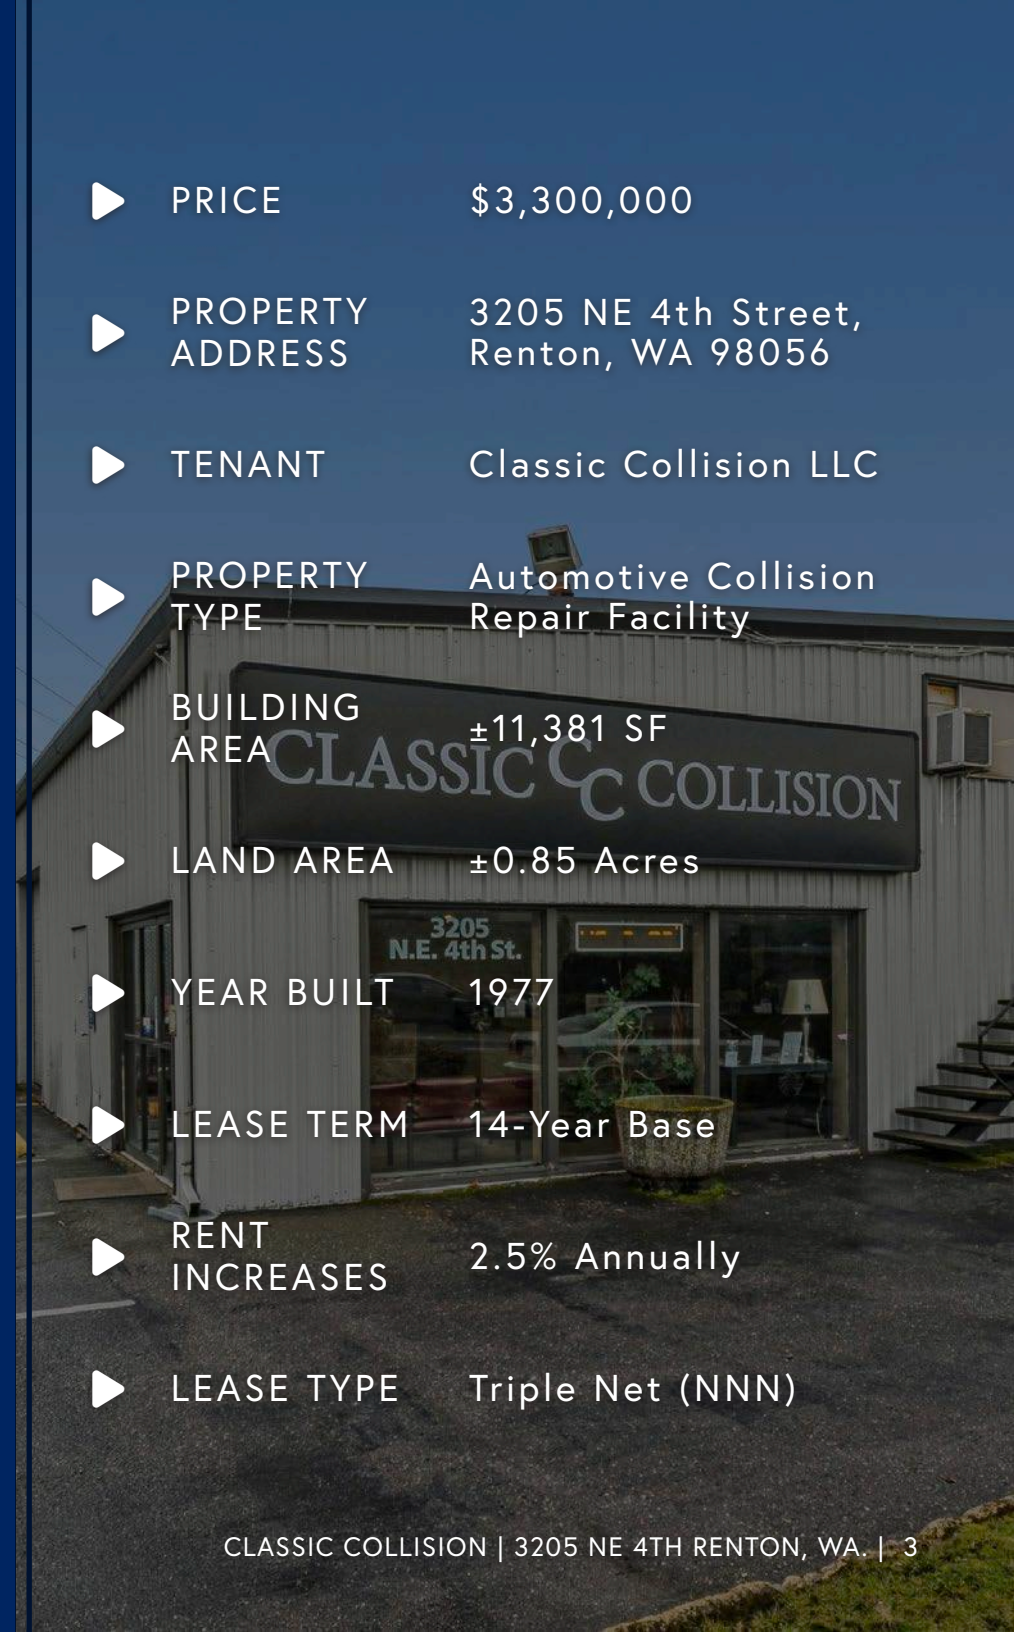 PRICE $3,300,000
PROPERTY ADDRESS
3205 NE 4th Street,
Renton, WA 98056
TENANT Classic Collision LLC
PROPERTY TYPE
Automotive Collision
Repair Facility
BUILDING AREA
±11,381 SF
CLASSIC CC COLLISION
LAND AREA ±0.85 Acres
3205
N.E. 4th St.
YEAR BUILT 1977
LEASE TERM 14-Year Base
RENT INCREASES
2.5% Annually
LEASE TYPE Triple Net (NNN)
CLASSIC COLLISION | 3205 NE 4TH RENTON, WA. | 3